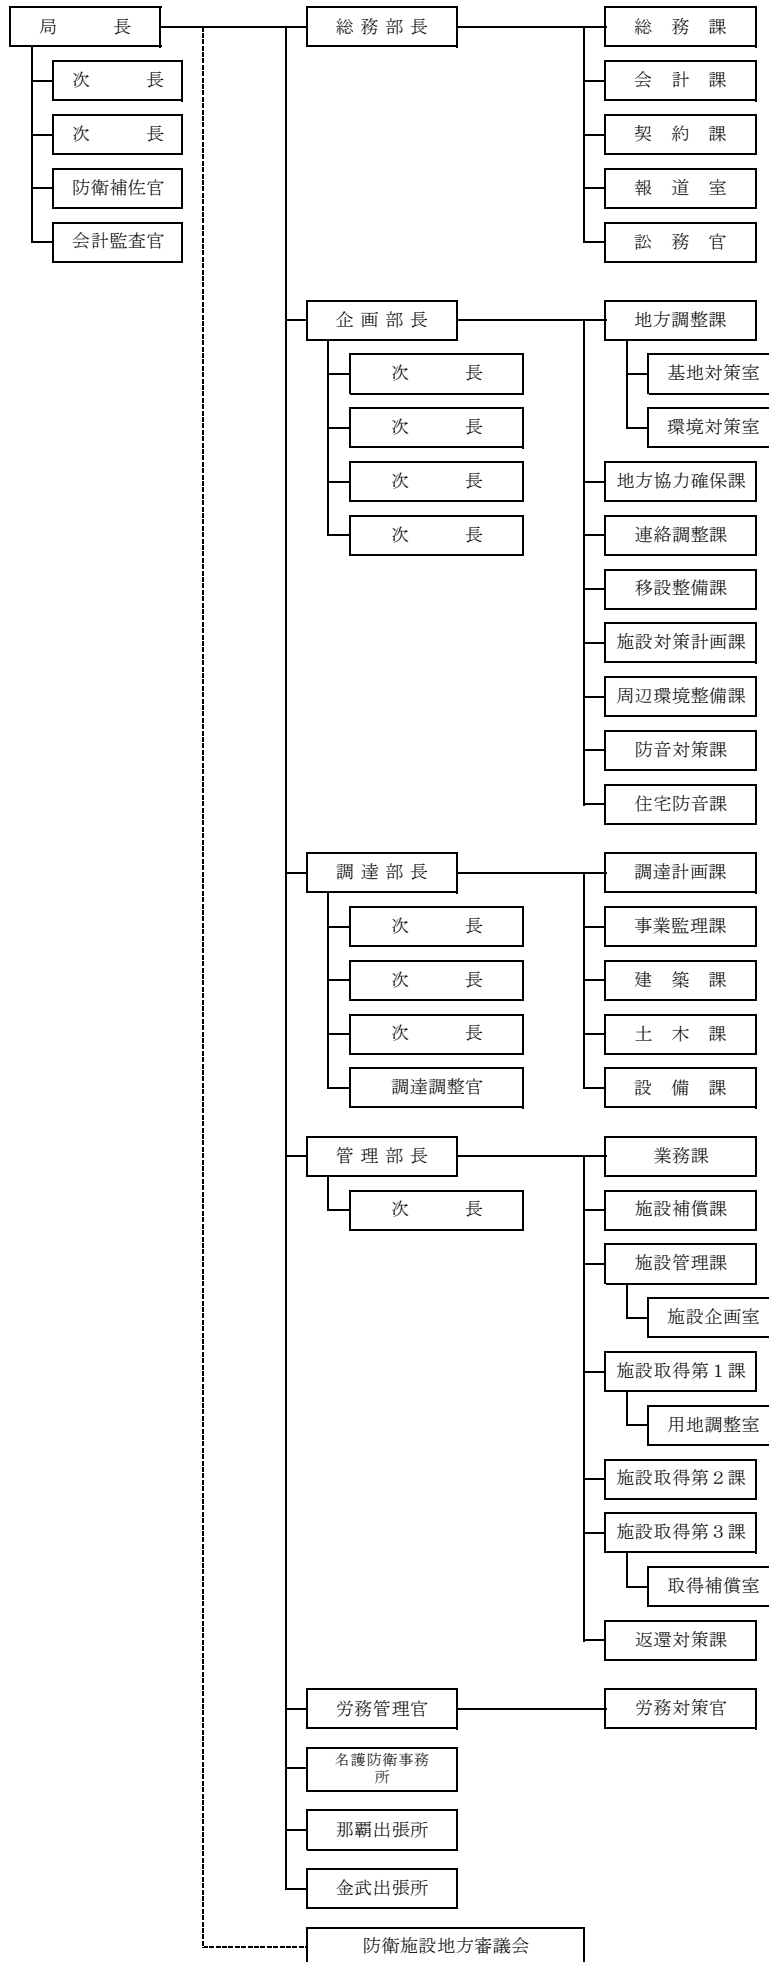 局　　　長
次　　　長
次　　　長
防衛補佐官
会計監査官
総 務 部 長
総　務　課
会　計　課
契　約　課
報　道　室
訟　務　官
企 画 部 長
次　　　長
次　　　長
次　　　長
次　　　長
地方調整課
基地対策室
環境対策室
地方協力確保課
連絡調整課
移設整備課
施設対策計画課
周辺環境整備課
防音対策課
住宅防音課
調 達 部 長
次　　　長
次　　　長
次　　　長
調達調整官
調達計画課
事業監理課
建　築　課
土　木　課
設　備　課
管 理 部 長
次　　　長
業務課
施設補償課
施設管理課
施設企画室
施設取得第１課
用地調整室
施設取得第２課
施設取得第３課
取得補償室
返還対策課
労務管理官
労務対策官
名護防衛事務
所
那覇出張所
金武出張所
防衛施設地方審議会